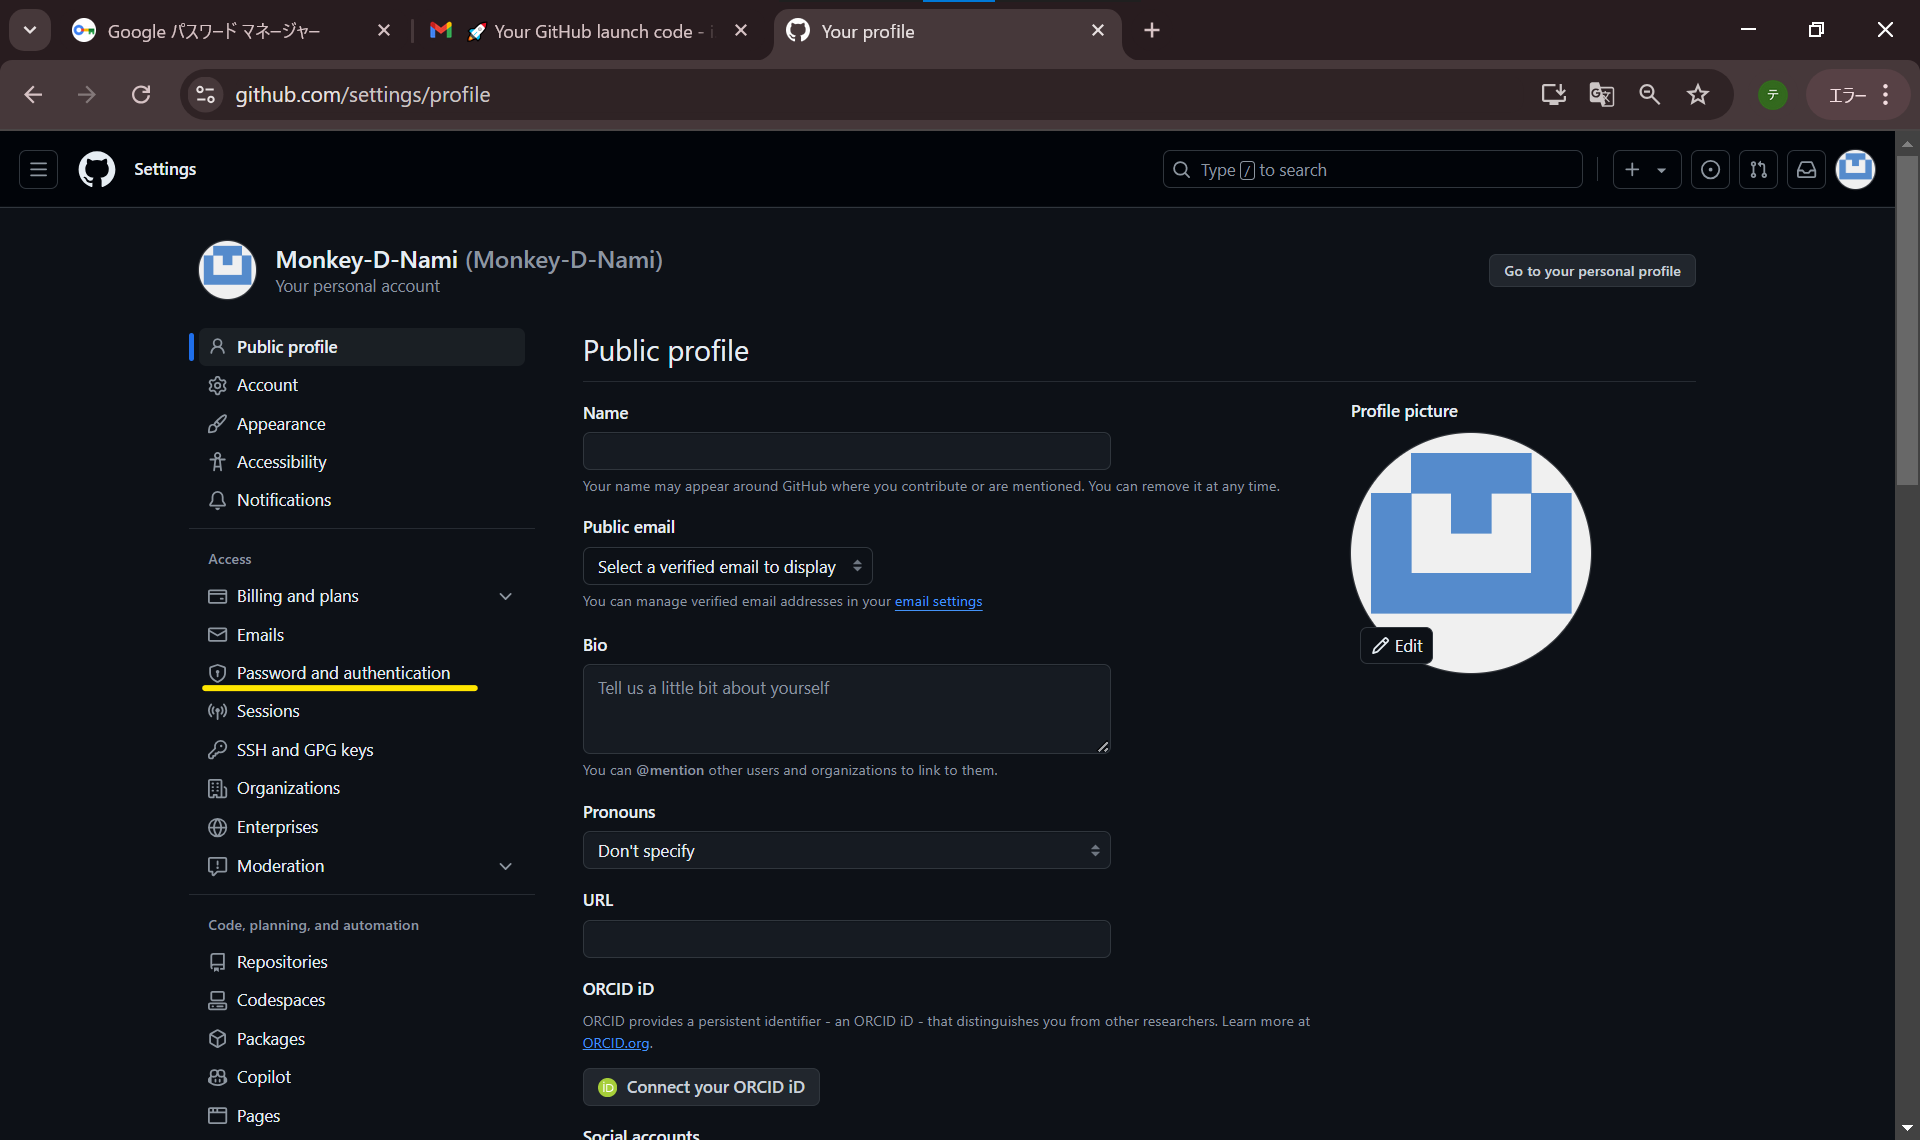 Google パスワード マネージャー
🚀 Your GitHub launch code - i
Your profile
github.com/settings/profile
テ
エラー
Settings
Type / to search
Monkey-D-Nami (Monkey-D-Nami)
Your personal account
Go to your personal profile
Public profile
Account
Appearance
Accessibility
Notifications
Access
Billing and plans
Emails
Password and authentication
Sessions
SSH and GPG keys
Organizations
Enterprises
Moderation
Code, planning, and automation
Repositories
Codespaces
Packages
Copilot
Pages
Public profile
Name
Your name may appear around GitHub where you contribute or are mentioned. You can remove it at any time.
Public email
Select a verified email to display
You can manage verified email addresses in your email settings
Bio
Tell us a little bit about yourself
You can @mention other users and organizations to link to them.
Pronouns
Don't specify
URL
ORCID iD
ORCID provides a persistent identifier - an ORCID iD - that distinguishes you from other researchers. Learn more at
ORCID.org.
iD Connect your ORCID iD
Social accounts
Profile picture
Edit